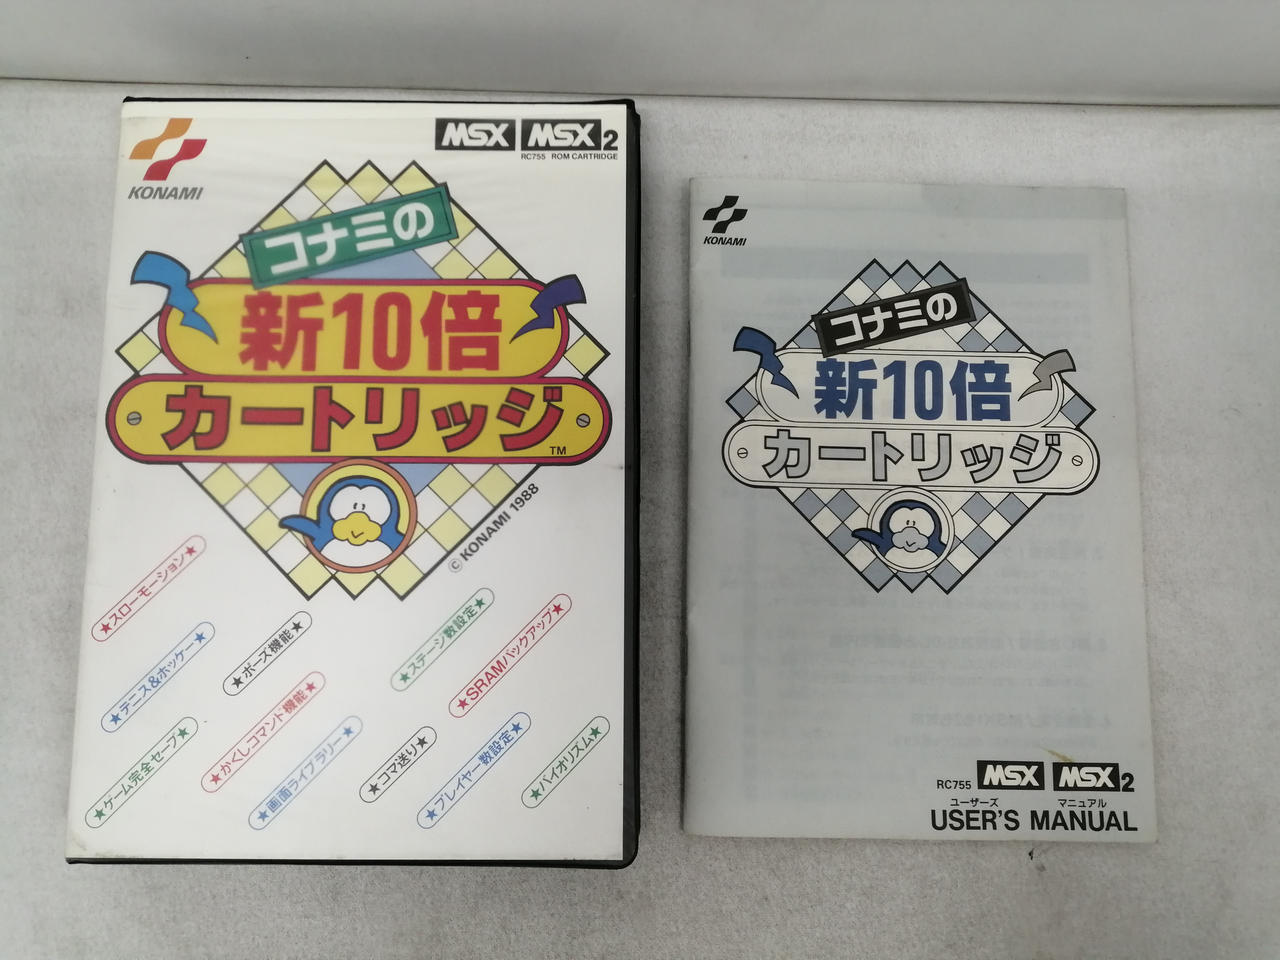 KONAMI
MSX MSX2
RC755 ROM CARTRIDGE
コナミの
新10倍
カートリッジ
TM
© KONAMI 1988
★スローモーション★
★テニス&ホッケー★
★ポーズ機能★
★ステージ数設定★
★SRAMバックアップ★
★ゲーム完全セーブ★
★かくしコマンド機能★
★画面ライブラリー★
★コマ送り★
★プレイヤー数設定★
★バイオリズム★
KONAMI
コナミの
新10倍
カートリッジ
RC755 MSX MSX2
ユーザーズ マニュアル
USER'S MANUAL